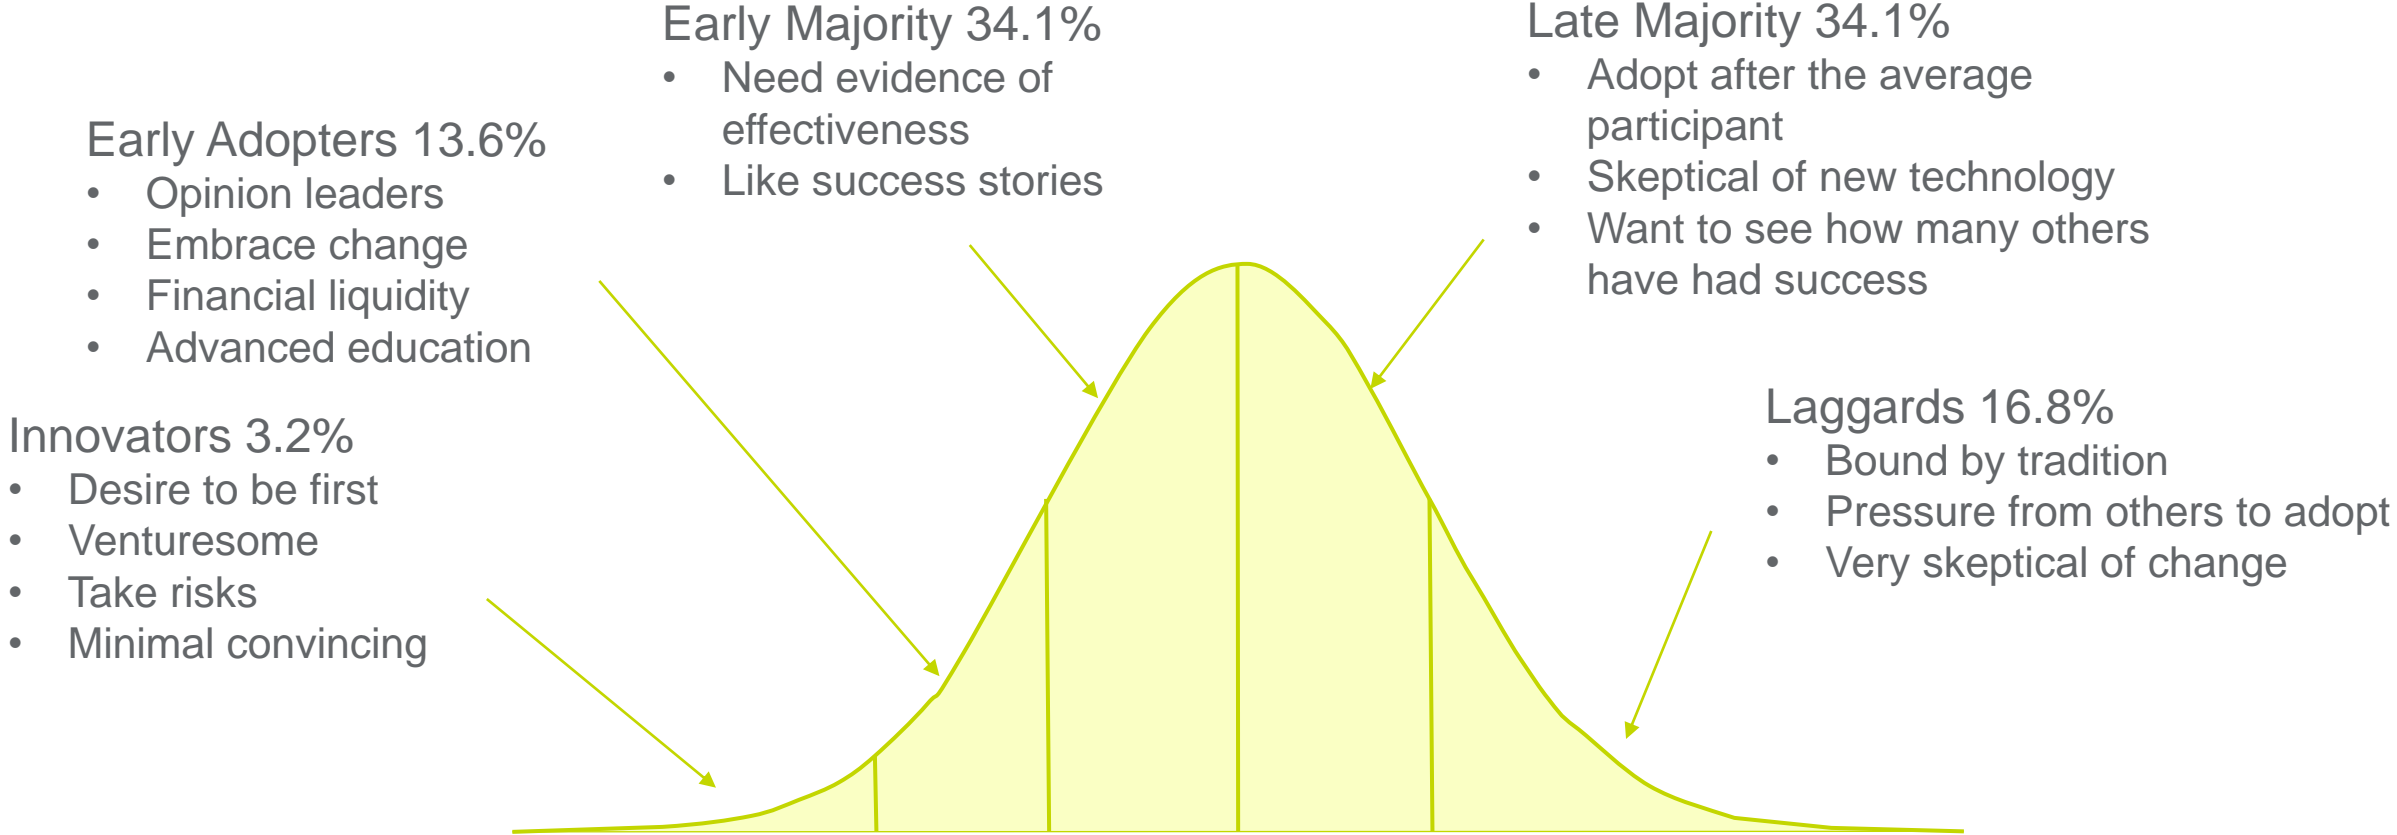 Early Majority 34.1%
• Need evidence of
effectiveness
• Like success stories
Late Majority 34.1%
• Adopt after the average
participant
• Skeptical of new technology
• Want to see how many others
have had success
Early Adopters 13.6%
• Opinion leaders
• Embrace change
• Financial liquidity
• Advanced education
Innovators 3.2%
• Desire to be first
• Venturesome
• Take risks
• Minimal convincing
Laggards 16.8%
• Bound by tradition
• Pressure from others to adopt
• Very skeptical of change